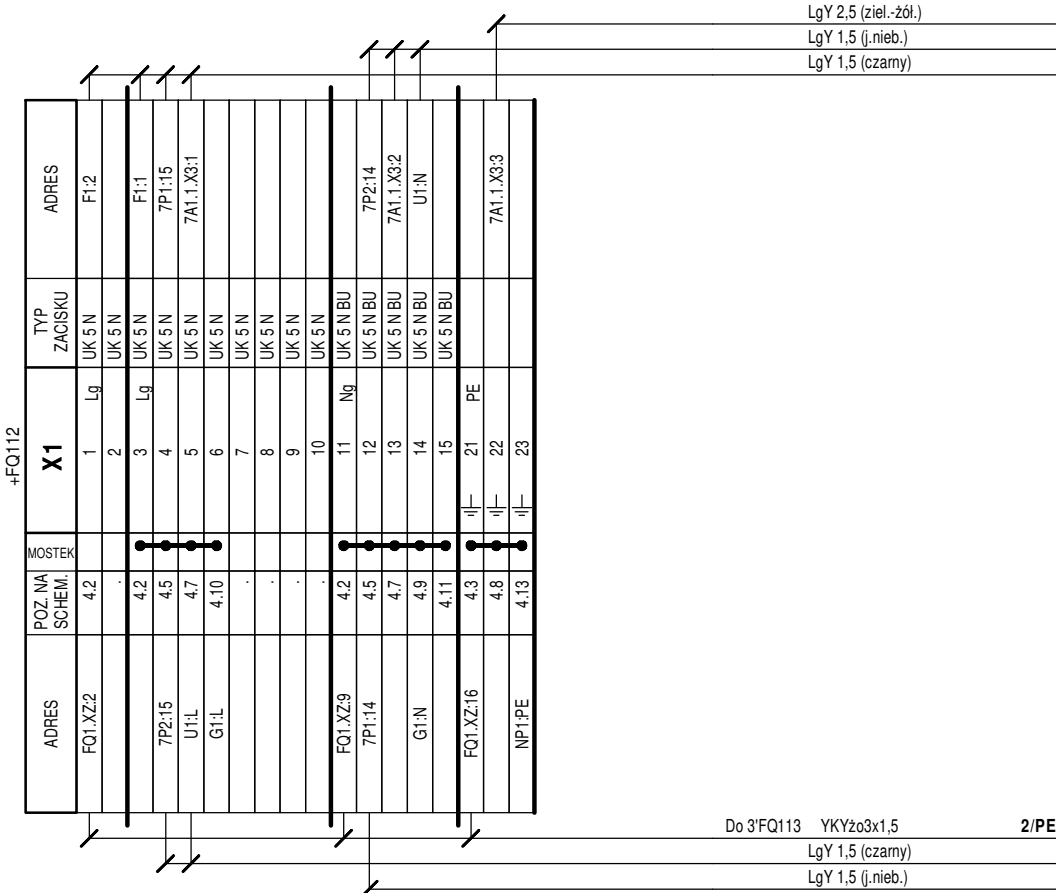 LgY 2,5 (ziel.-żół.)
LgY 1,5 (j.nieb.)
LgY 1,5 (czarny)
+FQ112
ADRES F1:2 F1:1 7P1:15 7A1.1.X3:1 7P2:14 7A1.1.X3:2 U1:N 7A1.1.X3:3
TYP
ZACISKU
UK 5 N UK 5 N UK 5 N UK 5 N UK 5 N UK 5 N UK 5 N UK 5 N UK 5 N UK 5 N UK 5 N BU UK 5 N BU UK 5 N BU UK 5 N BU UK 5 N BU
Lg Lg Ng PE
X1 1 2 3 4 5 6 7 8 9 10 11 12 13 14 15 21 22 23
MOSTEK
POZ. NA
SCHEM.
4.2 . 4.2 4.5 4.7 4.10 . . . . 4.2 4.5 4.7 4.9 4.11 4.3 4.8 4.13
ADRES FQ1.XZ:2 7P2:15 U1:L G1:L FQ1.XZ:9 7P1:14 G1:N FQ1.XZ:16 NP1:PE
Do 3'FQ113 YKYżo3x1,5 2/PE
LgY 1,5 (czarny)
LgY 1,5 (j.nieb.)